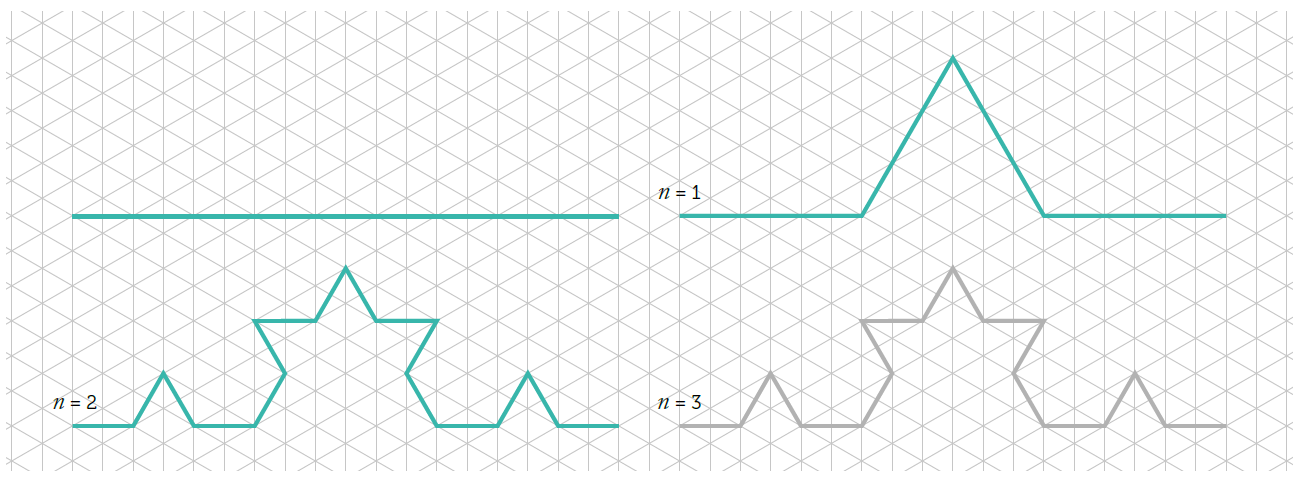 n = 1
n = 2
n = 3